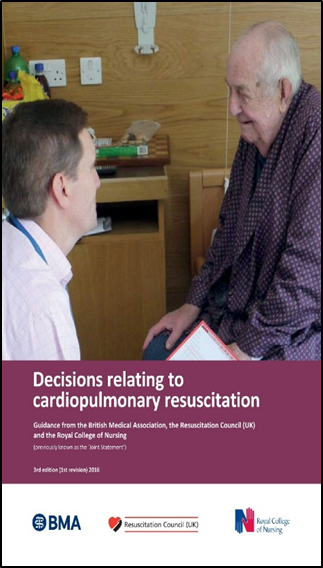 Decisions relating to
cardiopulmonary resuscitation
Guidance from the British Medical Association, the Resuscitation Council (UK)
and the Royal College of Nursing
(previously known as the 'Joint Statement')
3rd edition (1st revision) 2016
BMA
Resuscitation Council (UK)
Royal College
of Nursing